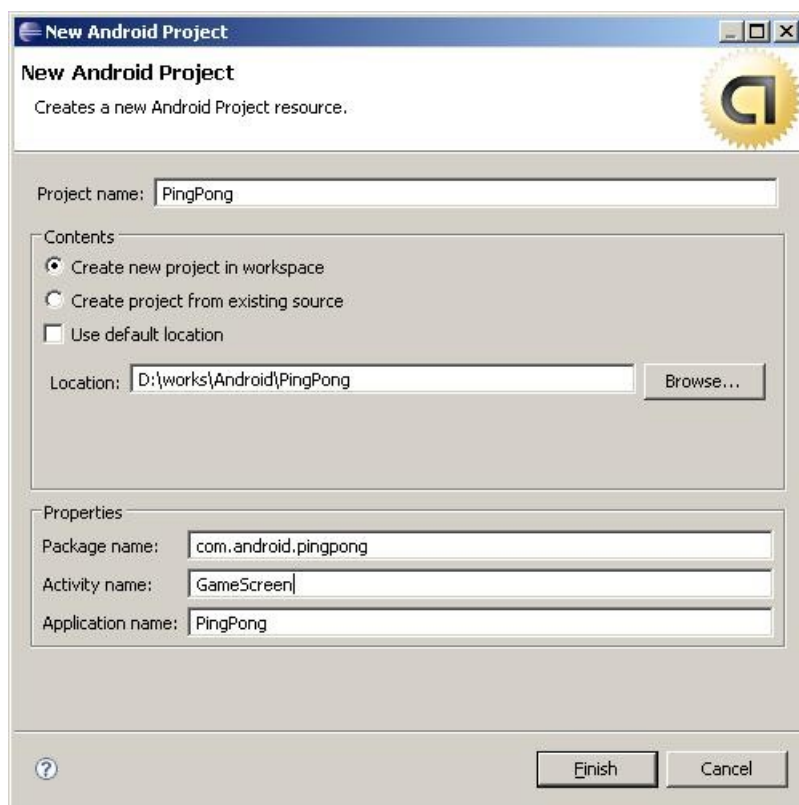 New Android Project
New Android Project
Creates a new Android Project resource.
Project name: PingPong
Contents
Create new project in workspace
Create project from existing source
Use default location
Location: D:\works\Android\PingPong Browse...
Properties
Package name: com.android.pingpong
Activity name: GameScreen
Application name: PingPong
? Finish Cancel